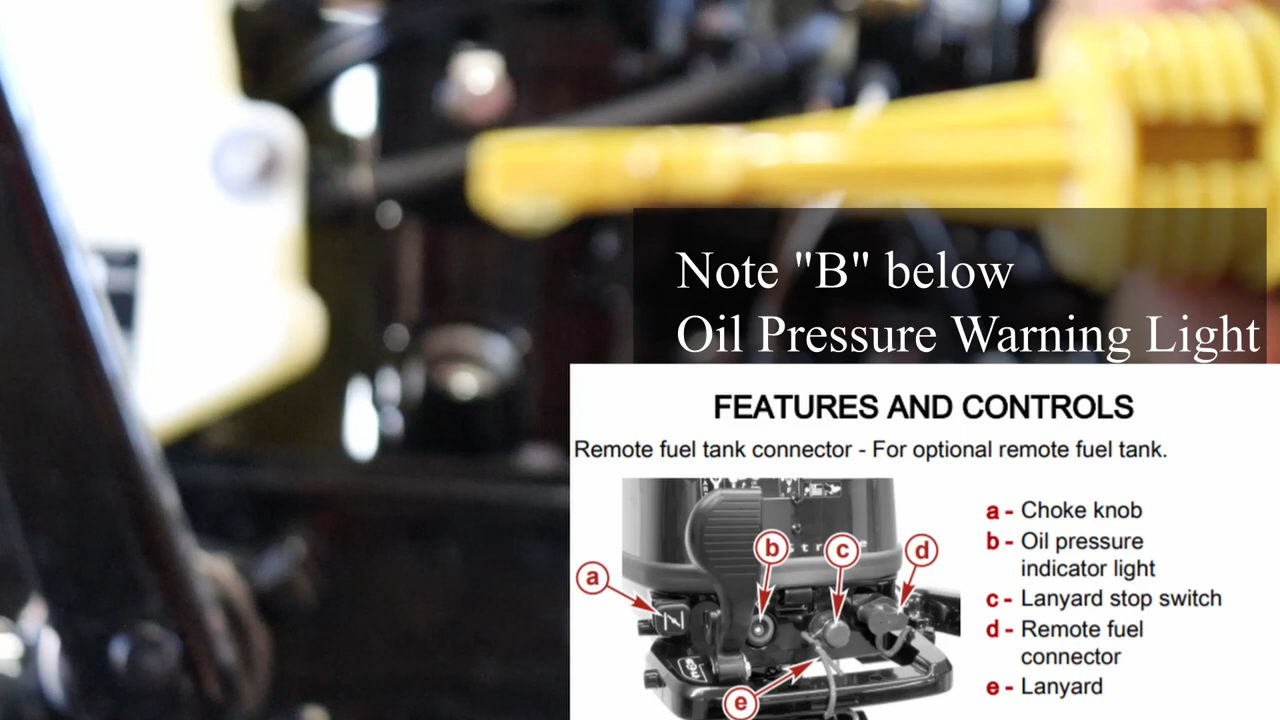 Note "B" below
Oil Pressure Warning Light
FEATURES AND CONTROLS
Remote fuel tank connector - For optional remote fuel tank.
a - Choke knob
b - Oil pressure
indicator light
c - Lanyard stop switch
d - Remote fuel
connector
e - Lanyard
a
b
c
d
e